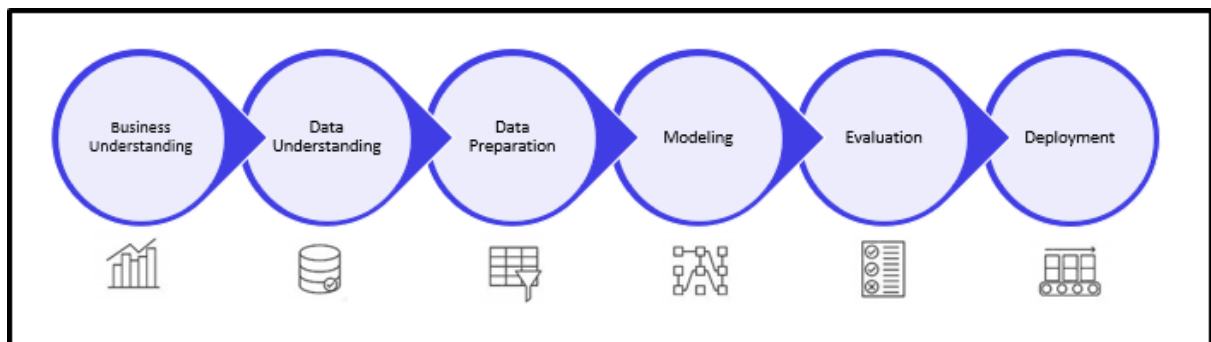 Business
Understanding
Data
Understanding
Data
Preparation
Modeling
Evaluation
Deployment